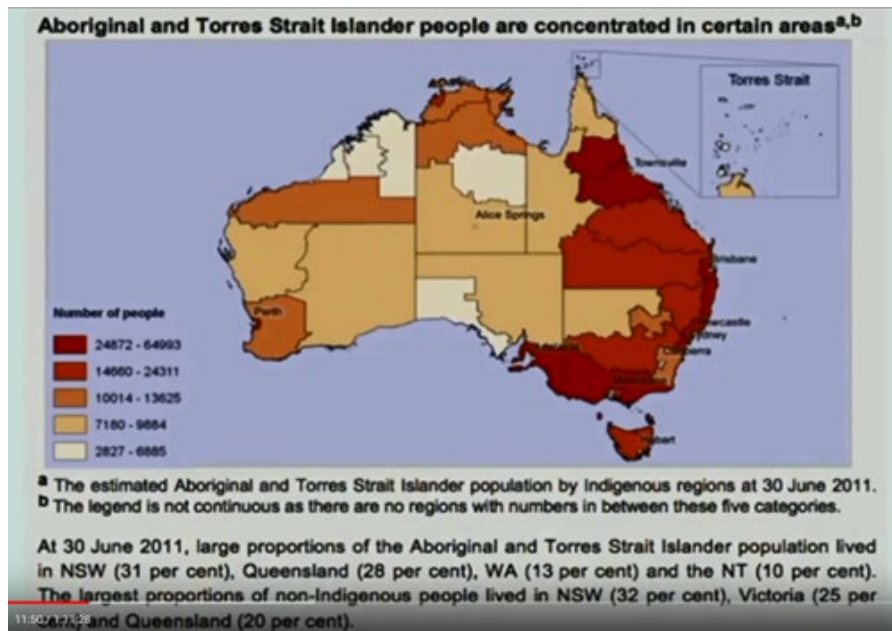 Aboriginal and Torres Strait Islander people are concentrated in certain areasa,b
Torres Strait
Townsville
Alice Springs
Brisbane
Perth
Number of people
24872 - 64993
14660 - 24311
10014 - 13625
7180 - 9884
2827 - 6885
a The estimated Aboriginal and Torres Strait Islander population by Indigenous regions at 30 June 2011.
b The legend is not continuous as there are no regions with numbers in between these five categories.
At 30 June 2011, large proportions of the Aboriginal and Torres Strait Islander population lived
in NSW (31 per cent), Queensland (28 per cent), WA (13 per cent) and the NT (10 per cent).
The largest proportions of non-Indigenous people lived in NSW (32 per cent), Victoria (25 per
cent) and Queensland (20 per cent).